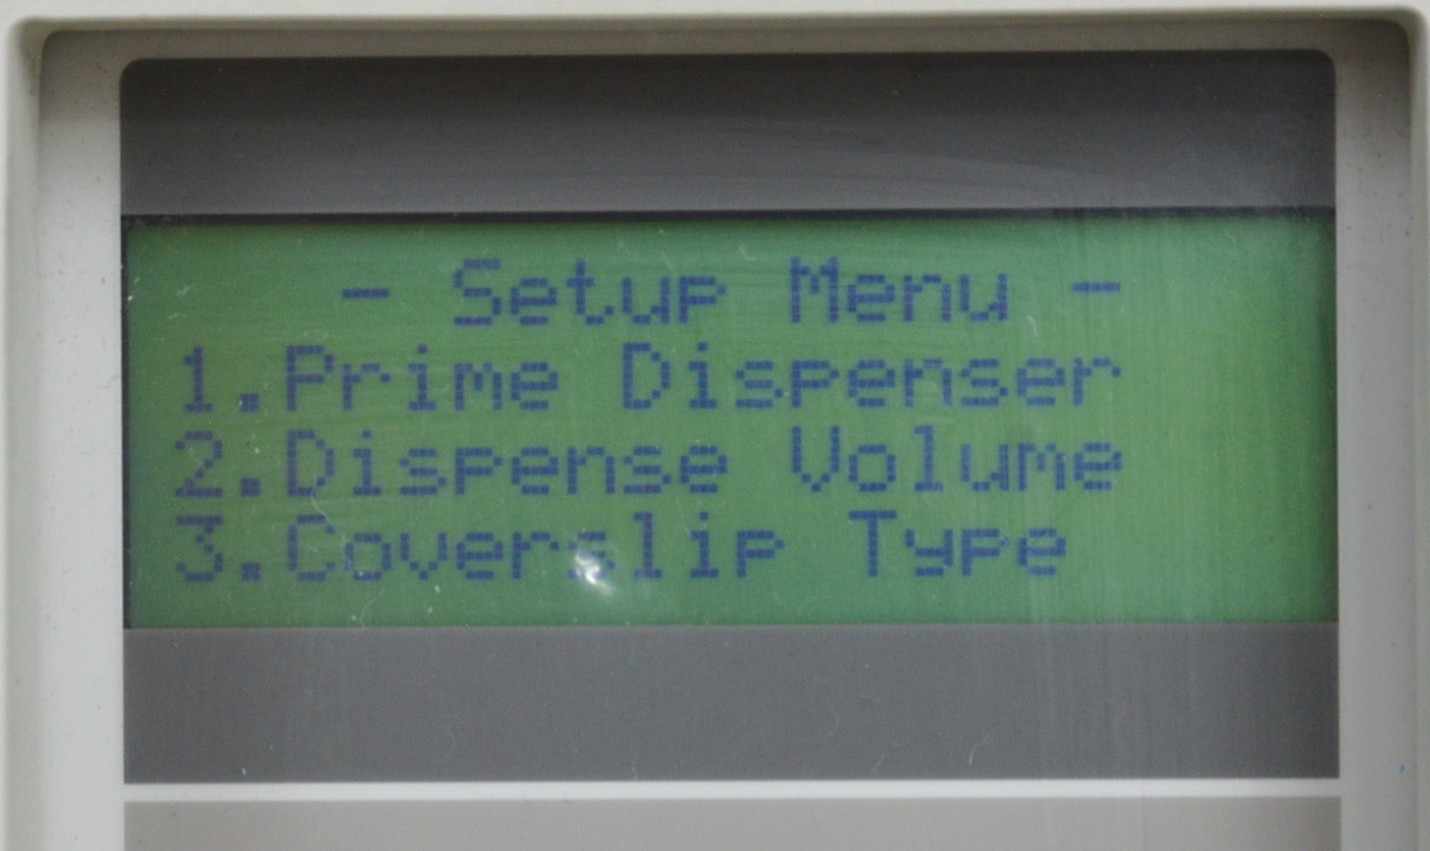 - Setup Menu -
1.Prime Dispenser
2.Dispense Volume
3.Coverslip Type